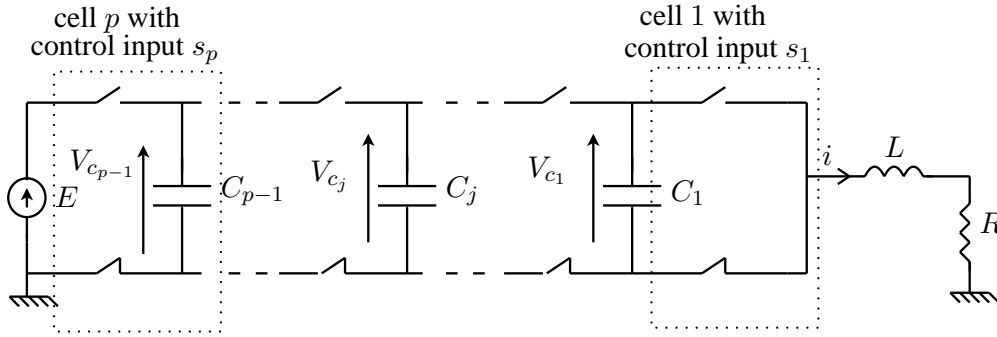 cell p with
control input s_p
cell 1 with
control input s_1
E
V_{c_{p-1}}
C_{p-1}
V_{c_j}
C_j
V_{c_1}
C_1
i
L
R